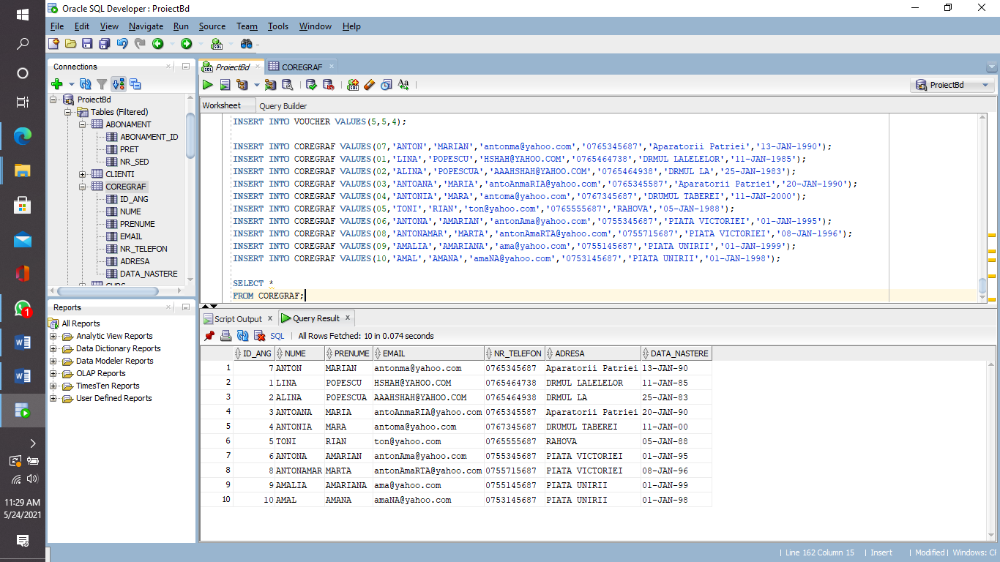 Oracle SQL Developer : ProiectBd
File Edit View Navigate Run Source Team Tools Window Help
Connections
ProiectBd
Tables (Filtered)
ABONAMENT
ABONAMENT_ID
PRET
NR_SED
CLIENTI
COREGRAF
ID_ANG
NUME
PRENUME
EMAIL
NR_TELEFON
ADRESA
DATA_NASTERE
Reports
All Reports
Analytic View Reports
Data Dictionary Reports
Data Modeler Reports
OLAP Reports
TimesTen Reports
User Defined Reports
ProiectBd COREGRAF
ProiectBd
Worksheet Query Builder
INSERT INTO VOUCHER VALUES(5,5,4);
INSERT INTO COREGRAF VALUES(07,'ANTON','MARIAN','antonma@yahoo.com','0765345687','Aparatorii Patriei','13-JAN-1990');
INSERT INTO COREGRAF VALUES(01,'LINA','POPESCU','HSHAH@YAHOO.COM','0765464738','DRMUL LALELELOR','11-JAN-1985');
INSERT INTO COREGRAF VALUES(02,'ALINA','POPESCUA','AAAHSHAH@YAHOO.COM','0765464938','DRMUL LA','25-JAN-1983');
INSERT INTO COREGRAF VALUES(03,'ANTOANA','MARIA','antoAnmaRIA@yahoo.com','0765345587','Aparatorii Patriei','20-JAN-1990');
INSERT INTO COREGRAF VALUES(04,'ANTONIA','MARA','antoma@yahoo.com','0767345687','DRUMUL TABEREI','11-JAN-2000');
INSERT INTO COREGRAF VALUES(05,'TONI','RIAN','ton@yahoo.com','0765555687','RAHOVA','05-JAN-1988');
INSERT INTO COREGRAF VALUES(06,'ANTONA','AMARIAN','antonAma@yahoo.com','0755345687','PIATA VICTORIEI','01-JAN-1995');
INSERT INTO COREGRAF VALUES(08,'ANTONAMAR','MARTA','antonAmaRTA@yahoo.com','0755715687','PIATA VICTORIEI','08-JAN-1996');
INSERT INTO COREGRAF VALUES(09,'AMALIA','AMARIANA','ama@yahoo.com','0755145687','PIATA UNIRII','01-JAN-1999');
INSERT INTO COREGRAF VALUES(10,'AMAL','AMANA','amaNA@yahoo.com','0753145687','PIATA UNIRII','01-JAN-1998');
SELECT *
FROM COREGRAF;
Script Output Query Result
SQL All Rows Fetched: 10 in 0.074 seconds
ID_ANG NUME PRENUME EMAIL NR_TELEFON ADRESA DATA_NASTERE
1 7 ANTON MARIAN antonma@yahoo.com 0765345687 Aparatorii Patriei 13-JAN-90
2 1 LINA POPESCU HSHAH@YAHOO.COM 0765464738 DRMUL LALELELOR 11-JAN-85
3 2 ALINA POPESCUA AAAHSHAH@YAHOO.COM 0765464938 DRMUL LA 25-JAN-83
4 3 ANTOANA MARIA antoAnmaRIA@yahoo.com 0765345587 Aparatorii Patriei 20-JAN-90
5 4 ANTONIA MARA antoma@yahoo.com 0767345687 DRUMUL TABEREI 11-JAN-00
6 5 TONI RIAN ton@yahoo.com 0765555687 RAHOVA 05-JAN-88
7 6 ANTONA AMARIAN antonAma@yahoo.com 0755345687 PIATA VICTORIEI 01-JAN-95
8 8 ANTONAMAR MARTA antonAmaRTA@yahoo.com 0755715687 PIATA VICTORIEI 08-JAN-96
9 9 AMALIA AMARIANA ama@yahoo.com 0755145687 PIATA UNIRII 01-JAN-99
10 10 AMAL AMANA amaNA@yahoo.com 0753145687 PIATA UNIRII 01-JAN-98
1
11:29 AM
5/24/2021
Line 162 Column 15 Insert Modified Windows: